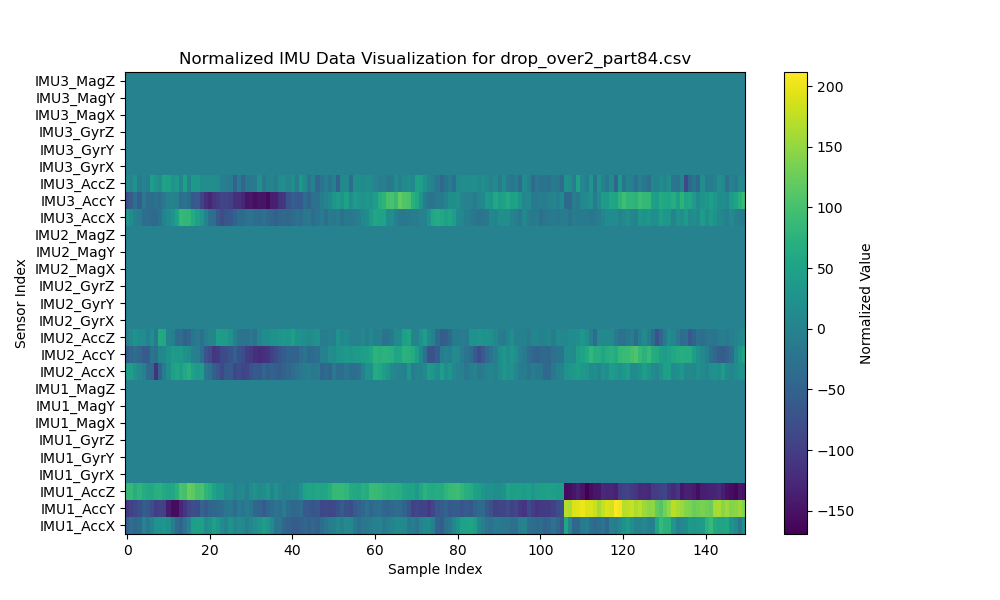 Normalized IMU Data Visualization for drop_over2_part84.csv
IMU3_MagZ
IMU3_MagY
IMU3_MagX
IMU3_GyrZ
IMU3_GyrY
IMU3_GyrX
IMU3_AccZ
IMU3_AccY
IMU3_AccX
IMU2_MagZ
IMU2_MagY
IMU2_MagX
IMU2_GyrZ
IMU2_GyrY
IMU2_GyrX
IMU2_AccZ
IMU2_AccY
IMU2_AccX
IMU1_MagZ
IMU1_MagY
IMU1_MagX
IMU1_GyrZ
IMU1_GyrY
IMU1_GyrX
IMU1_AccZ
IMU1_AccY
IMU1_AccX
Sensor Index
0 20 40 60 80 100 120 140
Sample Index
200
150
100
50
0
−50
−100
−150
Normalized Value